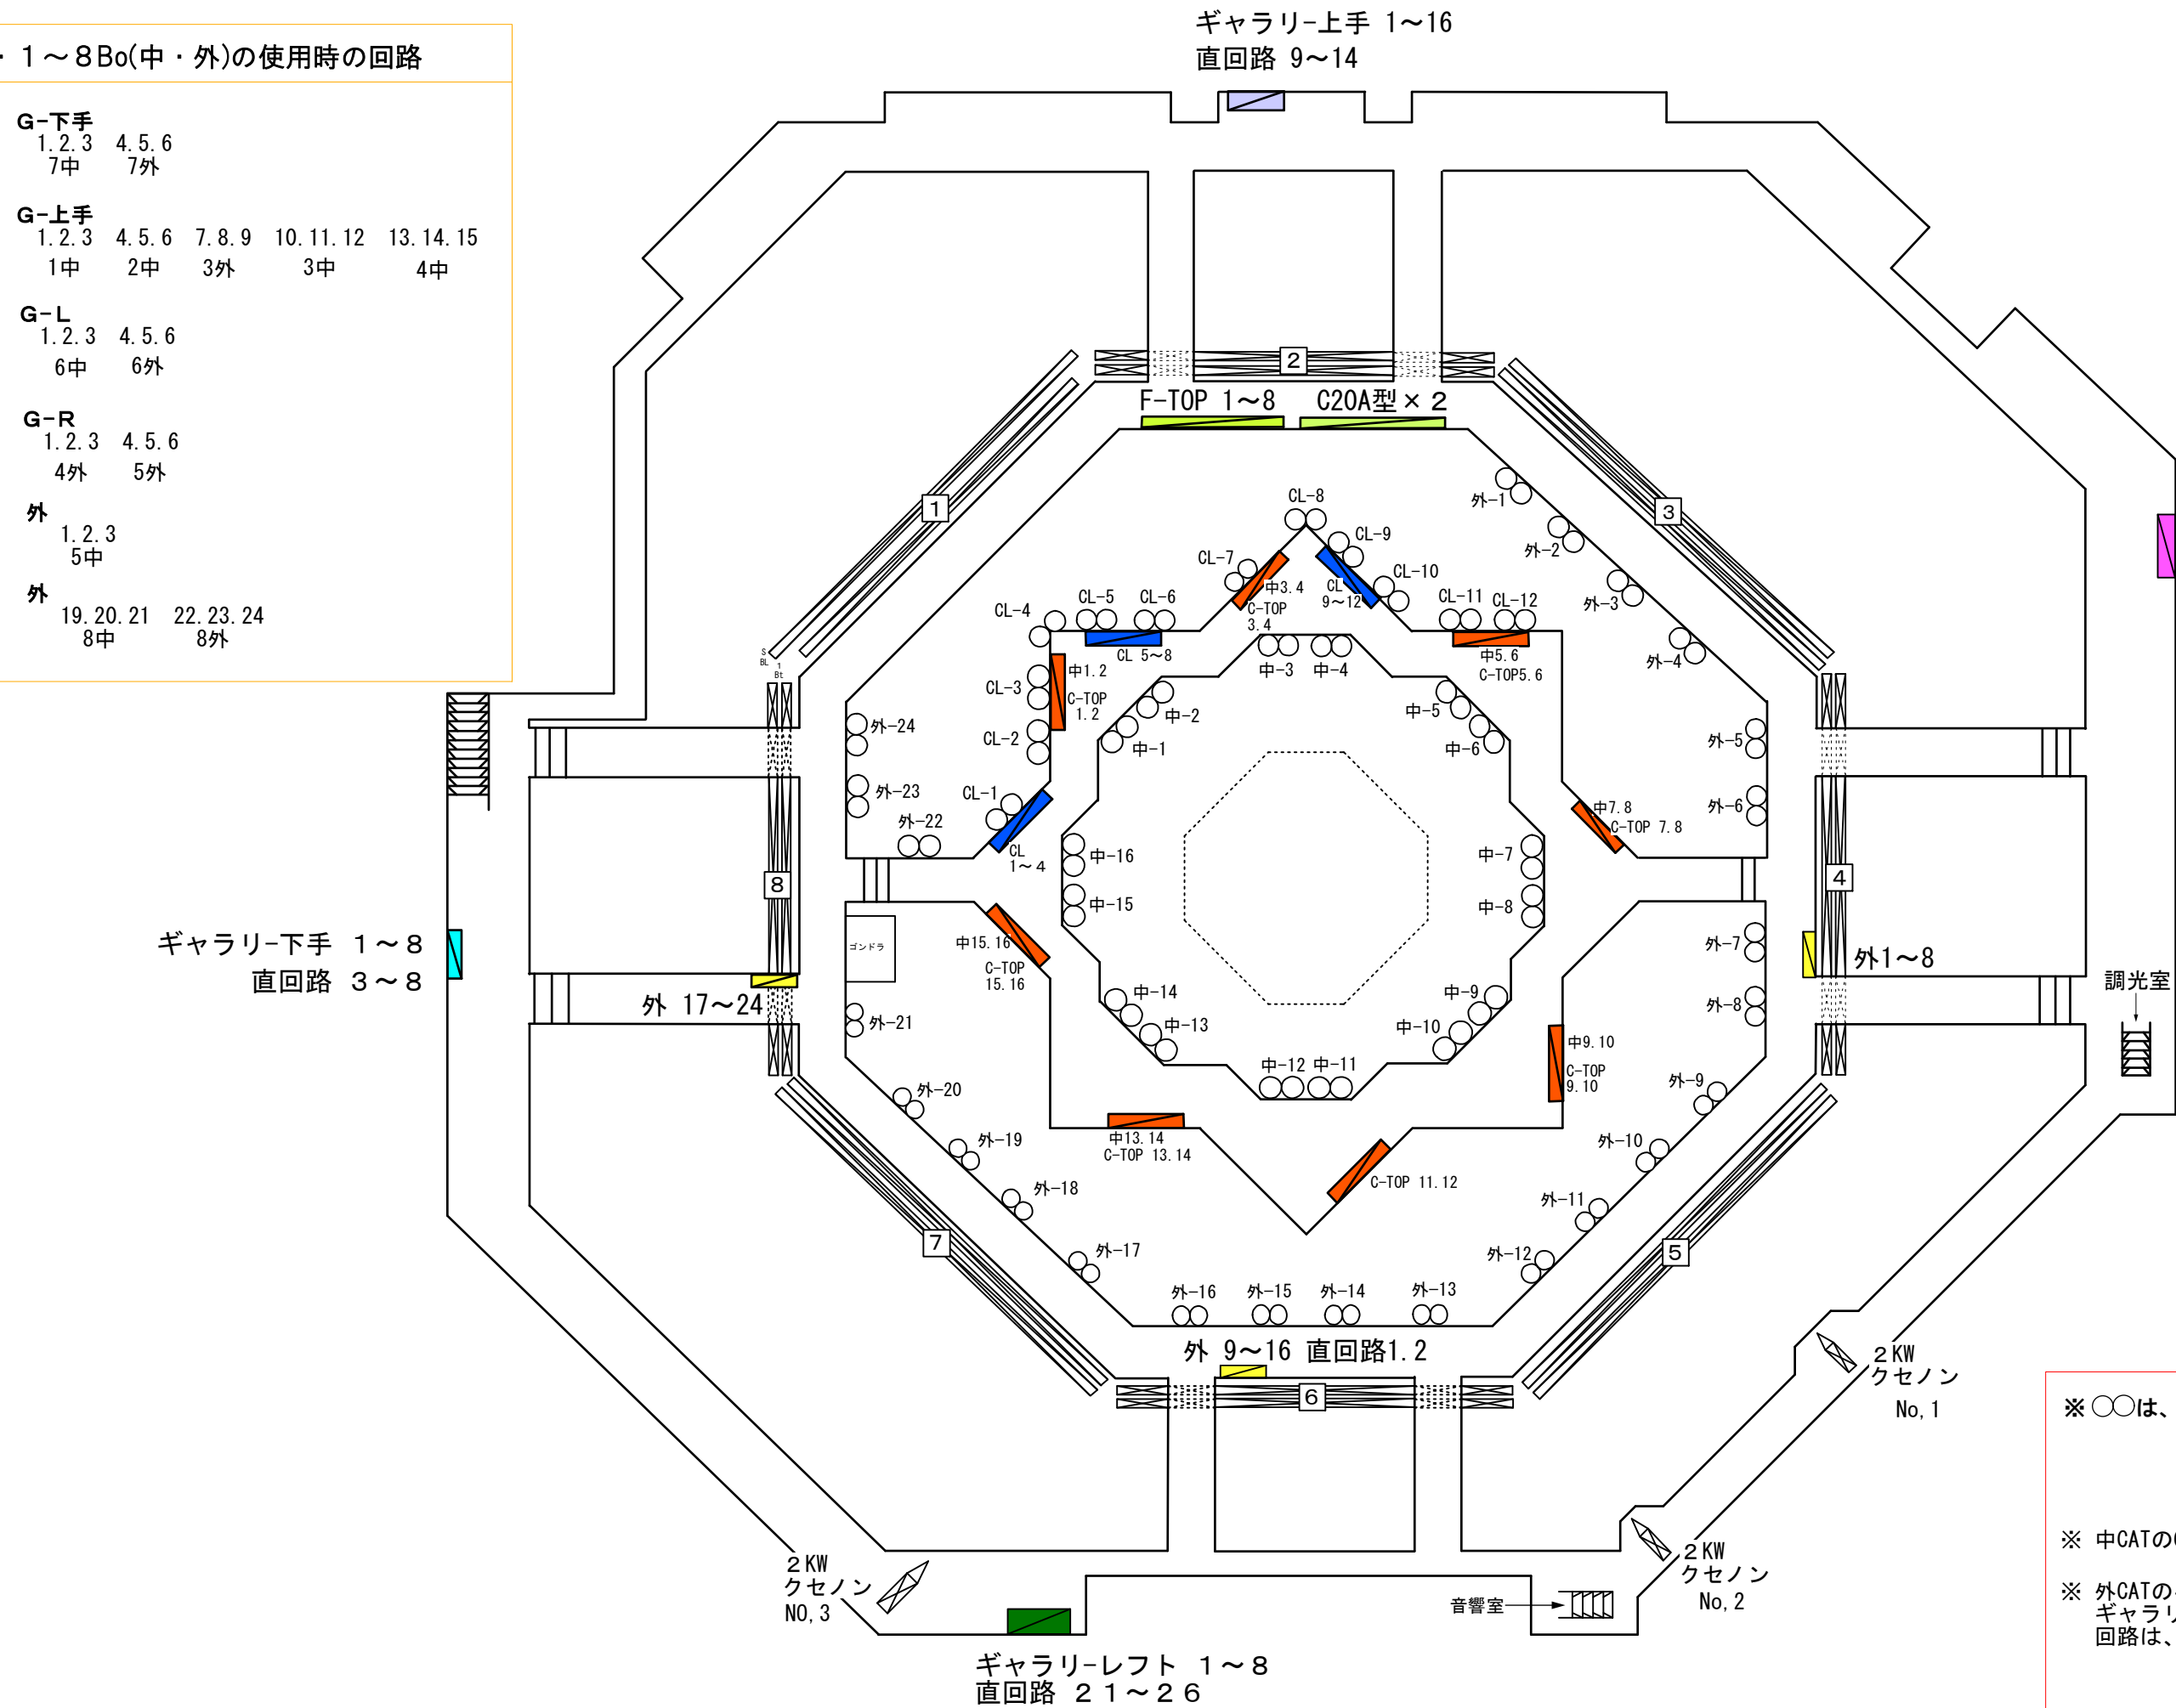 ギャラリ-上手 1～16
直回路 9～14
・1～8Bo(中・外)の使用時の回路
G-下手
1.2.3 4.5.6
7中 7外
G-上手
1.2.3 4.5.6 7.8.9 10.11.12 13.14.15
1中 2中 3外 3中 4中
G-L
1.2.3 4.5.6
6中 6外
G-R
1.2.3 4.5.6
4外 5外
外
1.2.3
5中
外
19.20.21 22.23.24
8中 8外
2
F-TOP 1～8 C20A型×2
1
3
CL-8
外-1
CL-9
外-2
CL-7
CL-10
中3.4
C-TOP
3.4
CL
9～12
外-3
CL-4
CL-5
CL-6
CL-11
CL-12
外-4
CL 5～8
中5.6
C-TOP5.6
S
BL
1
Bt
中1.2
C-TOP
1.2
CL-3
CL-2
中-3
中-4
中-2
中-1
中-5
中-6
外-24
外-23
外-22
CL-1
CL
1～4
外-5
外-6
中7.8
C-TOP 7.8
中-16
中-15
中-7
中-8
8
4
ギャラリ-下手 1～8
直回路 3～8
ゴンドラ
中15.16
C-TOP
15.16
外-7
外1～8
調光室
外 17～24
外-21
外-8
中-14
中-13
中-9
中-10
中-12
中-11
中9.10
C-TOP
9.10
外-20
外-19
外-18
外-17
中13.14
C-TOP 13.14
C-TOP 11.12
外-9
外-10
外-11
外-12
7
5
外-16
外-15
外-14
外-13
外 9～16 直回路1.2
6
2KW
クセノン
No,1
※○○は、
2KW
クセノン
NO,3
2KW
クセノン
No,2
音響室
※ 中CATの
※ 外CATの
ギャラリ
回路は、
ギャラリ-レフト 1～8
直回路 21～26